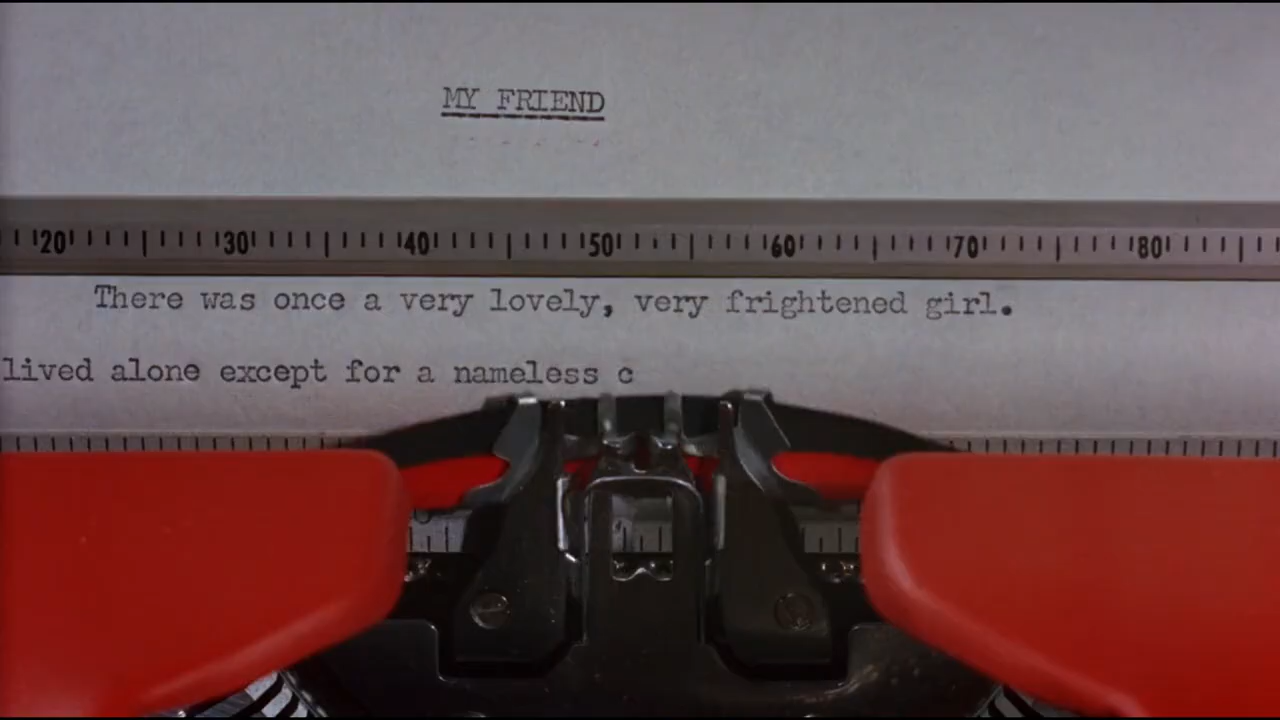 MY FRIEND
20 30 40 50 60 70 80
There was once a very lovely, very frightened girl.
lived alone except for a nameless c